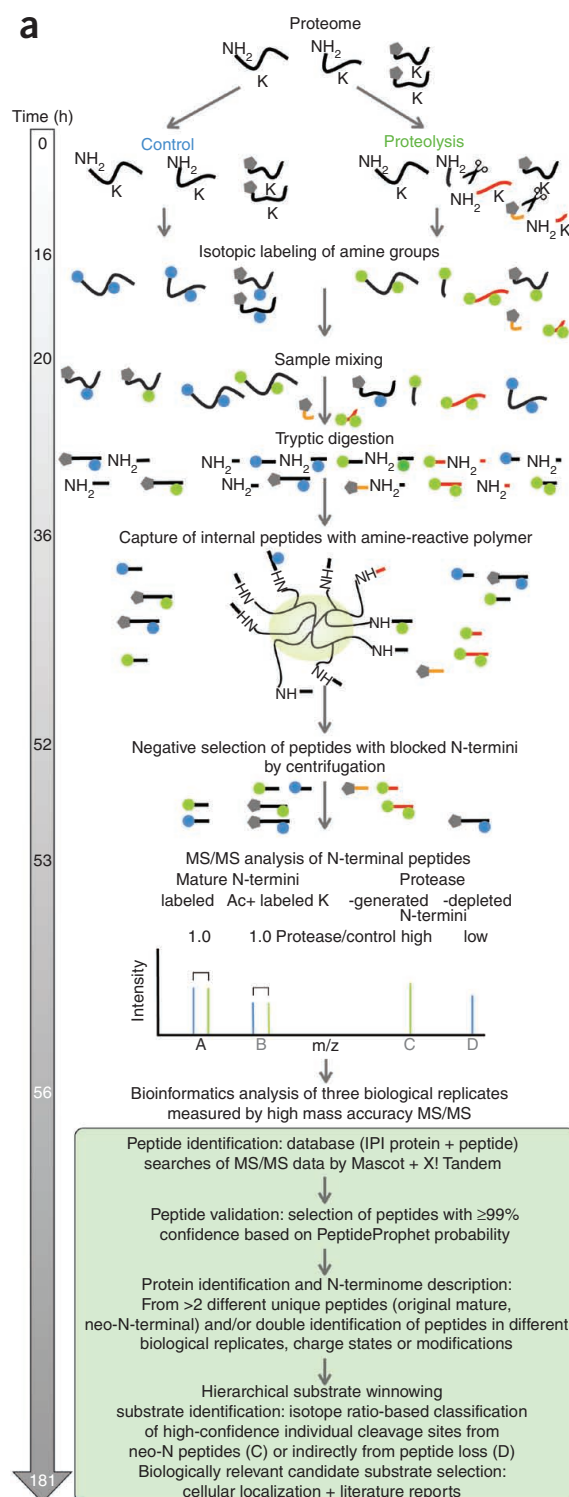 a
Proteome
NH2 NH2 K
K K K
Time (h)
0
Control Proteolysis
NH2 NH2 K NH2 NH2 K
K K K K NH2 K NH2 K
16
Isotopic labeling of amine groups
20
Sample mixing
Tryptic digestion
NH2 NH2 NH2 NH2 NH2 NH2
NH2 NH2 NH2 NH2
36
Capture of internal peptides with amine-reactive polymer
HN HN NH
HN NH
HN NH
NH NH
52
Negative selection of peptides with blocked N-termini
by centrifugation
53
MS/MS analysis of N-terminal peptides
Mature N-termini Protease
labeled Ac+ labeled K -generated -depleted
N-termini
1.0 1.0 Protease/control high low
Intensity
A B m/z C D
56
Bioinformatics analysis of three biological replicates
measured by high mass accuracy MS/MS
Peptide identification: database (IPI protein + peptide)
searches of MS/MS data by Mascot + X! Tandem
Peptide validation: selection of peptides with ≥99%
confidence based on PeptideProphet probability
Protein identification and N-terminome description:
From >2 different unique peptides (original mature,
neo-N-terminal) and/or double identification of peptides in different
biological replicates, charge states or modifications
Hierarchical substrate winnowing
substrate identification: isotope ratio-based classification
of high-confidence individual cleavage sites from
neo-N peptides (C) or indirectly from peptide loss (D)
Biologically relevant candidate substrate selection:
cellular localization + literature reports
181